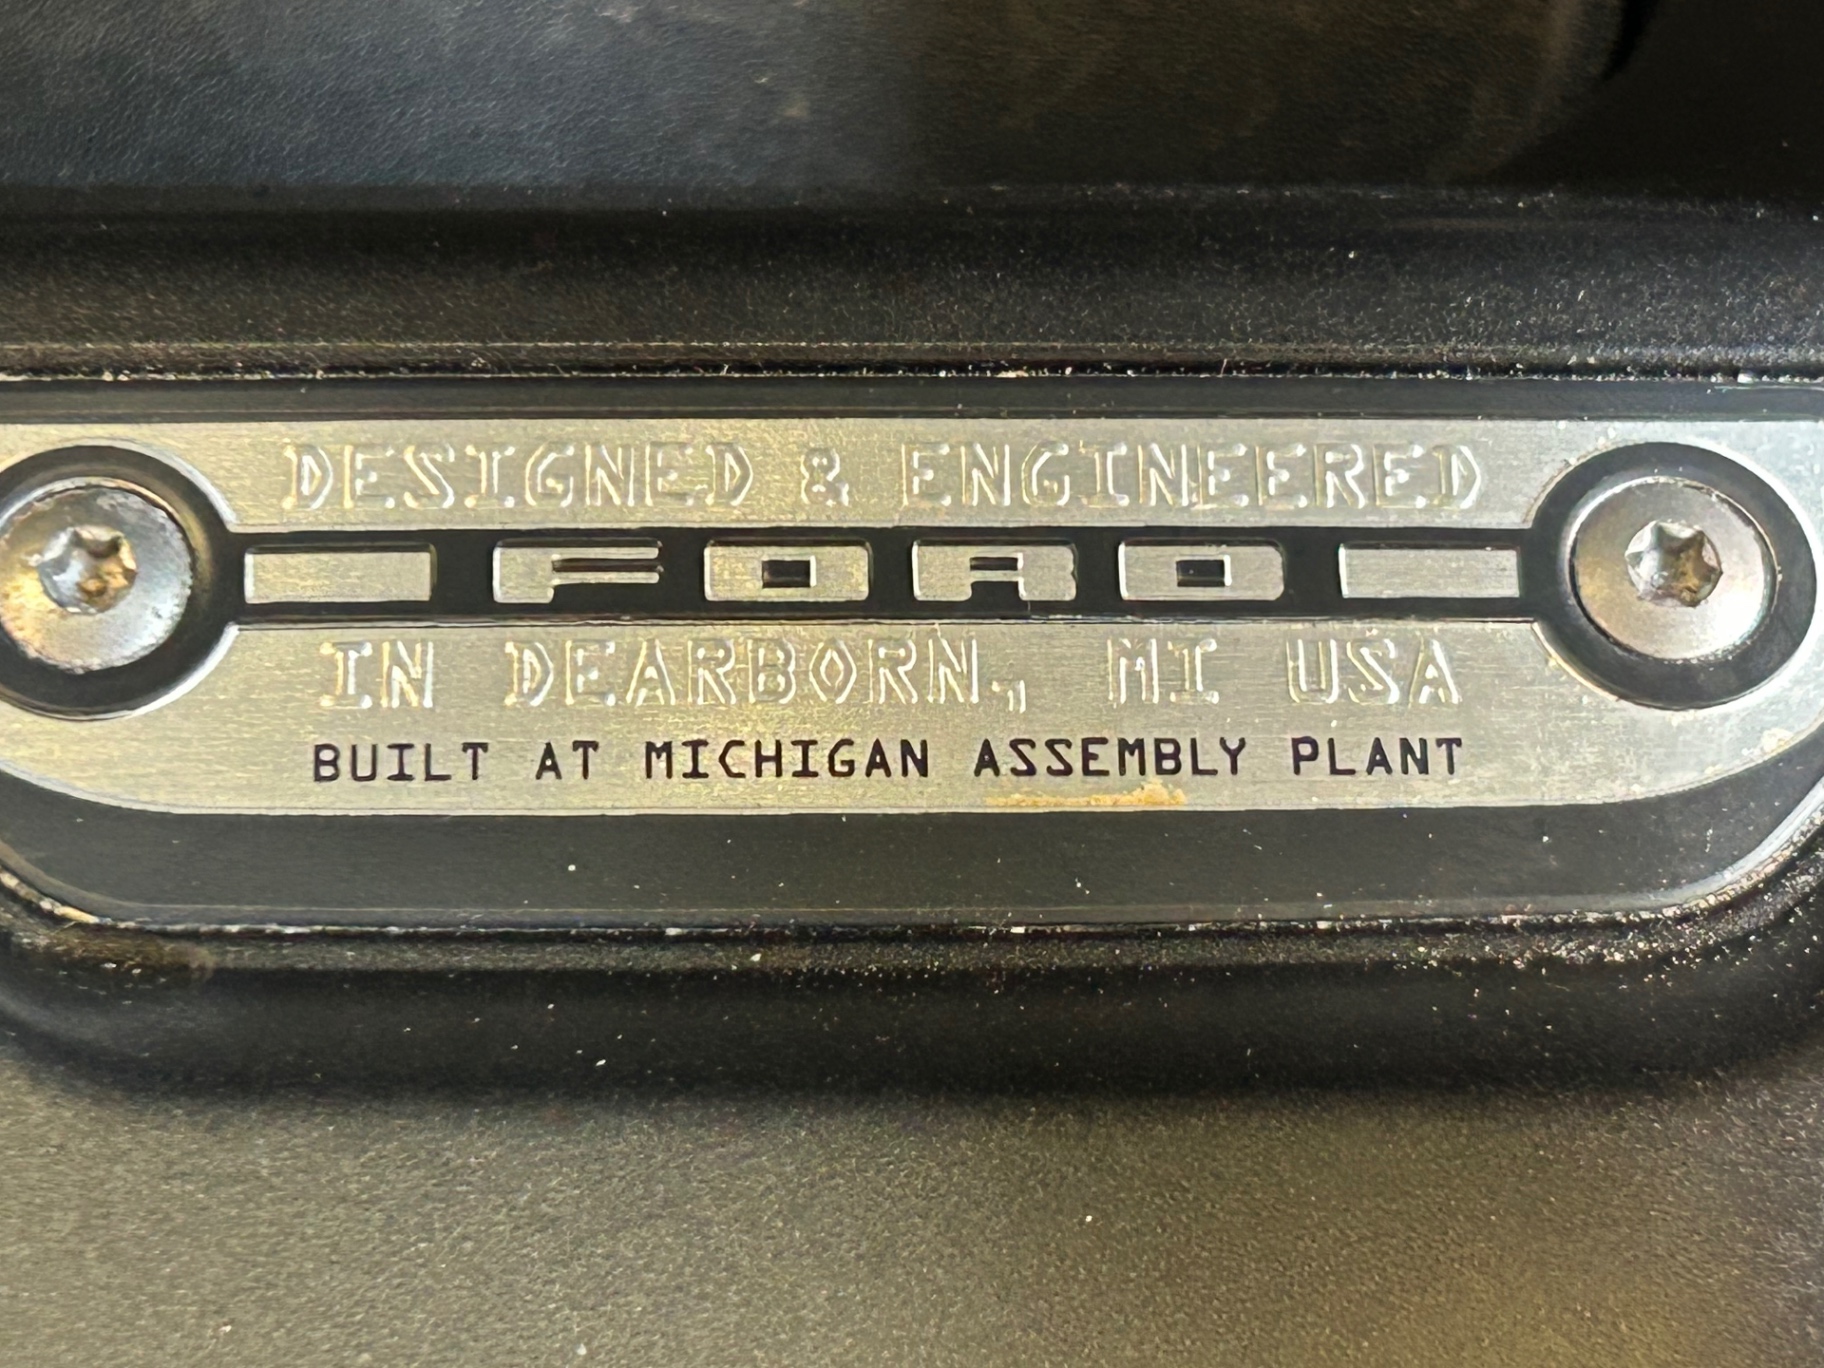 DESIGNED & ENGINEERED
FORD
IN DEARBORN, MI USA
BUILT AT MICHIGAN ASSEMBLY PLANT